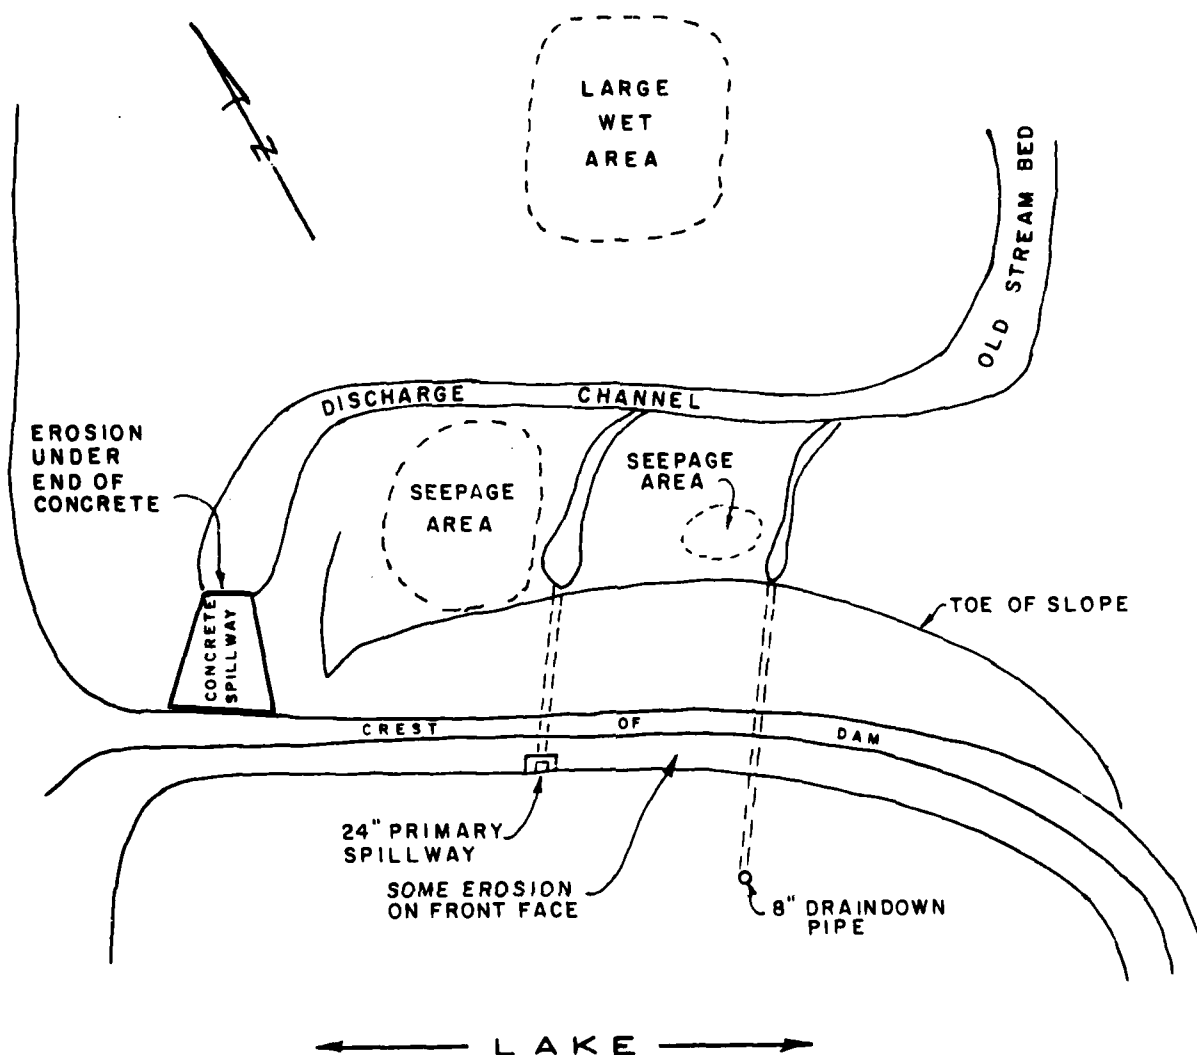 LARGE
WET
AREA
N
OLD STREAM BED
DISCHARGE CHANNEL
EROSION
UNDER
END OF
CONCRETE
SEEPAGE
AREA
SEEPAGE
AREA
CONCRETE
SPILLWAY
TOE OF SLOPE
CREST OF DAM
24" PRIMARY
SPILLWAY
SOME EROSION
ON FRONT FACE
8" DRAINDOWN
PIPE
LAKE